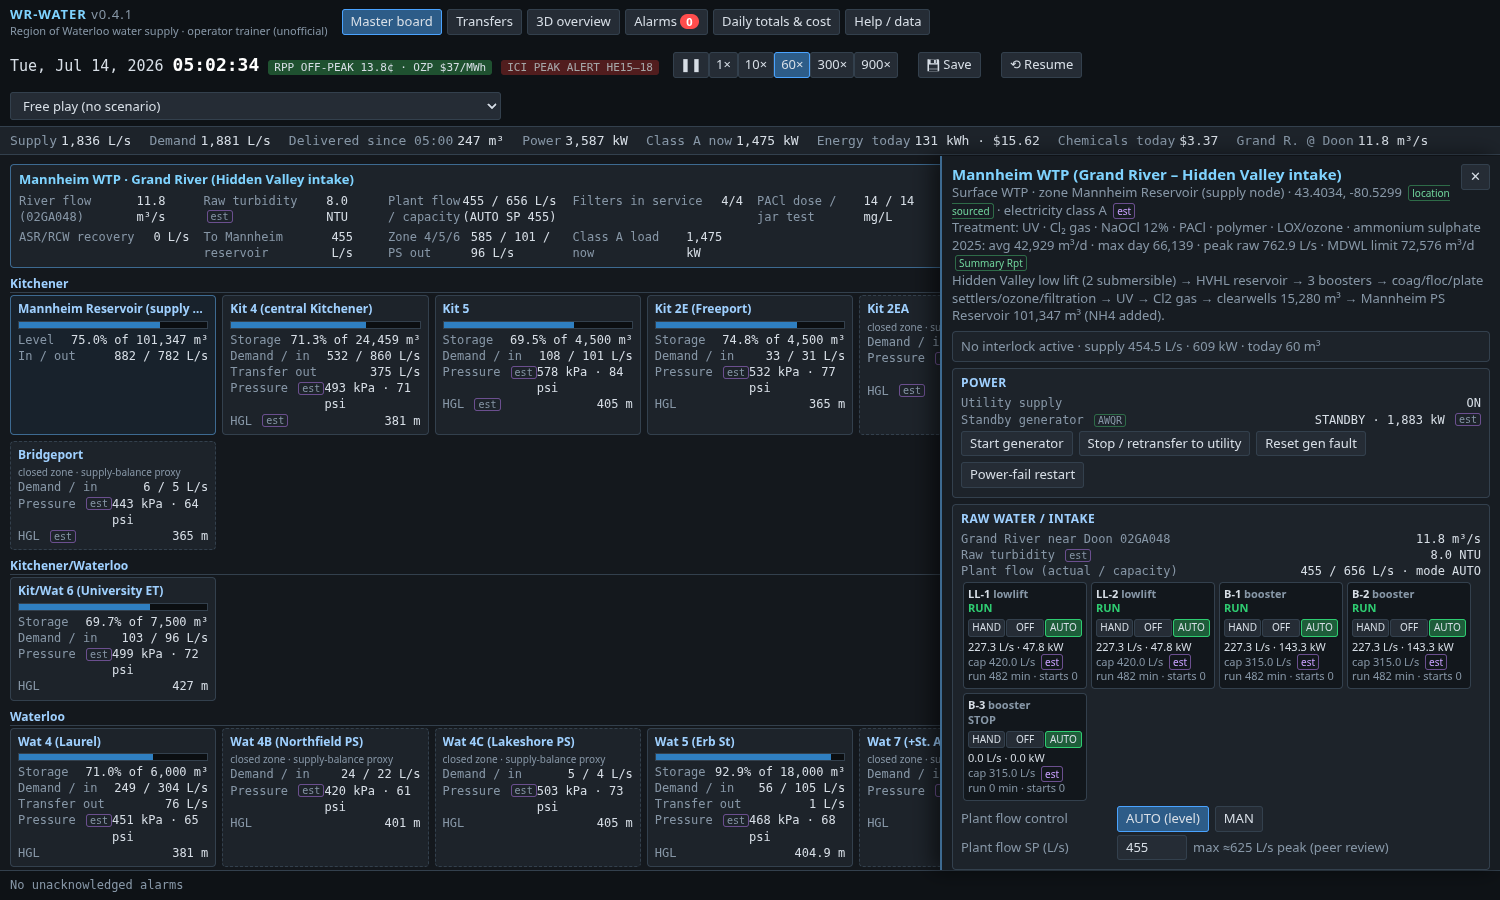 WR-WATER v0.4.1
Region of Waterloo water supply · operator trainer (unofficial)
Master board
Transfers
3D overview
Alarms 0
Daily totals & cost
Help / data
Tue, Jul 14, 2026 05:02:34 RPP OFF-PEAK 13.8¢ · OZP $37/MWh ICI PEAK ALERT HE15–18
❚❚ 1× 10× 60× 300× 900× 💾 Save ⟲ Resume
Free play (no scenario)
Supply 1,836 L/s Demand 1,881 L/s Delivered since 05:00 247 m³ Power 3,587 kW Class A now 1,475 kW Energy today 131 kWh · $15.62 Chemicals today $3.37 Grand R. @ Doon 11.8 m³/s
Mannheim WTP · Grand River (Hidden Valley intake)
River flow (02GA048) 11.8 m³/s
Raw turbidity est 8.0 NTU
Plant flow / capacity 455 / 656 L/s (AUTO SP 455)
Filters in service 4/4
PACl dose / jar test 14 / 14 mg/L
ASR/RCW recovery 0 L/s
To Mannheim reservoir 455 L/s
Zone 4/5/6 PS out 585 / 101 / 96 L/s
Class A load now 1,475 kW
Kitchener
Mannheim Reservoir (supply ...
Level 75.0% of 101,347 m³
In / out 882 / 782 L/s
Kit 4 (central Kitchener)
Storage 71.3% of 24,459 m³
Demand / in 532 / 860 L/s
Transfer out 375 L/s
Pressure est 493 kPa · 71 psi
HGL est 381 m
Kit 5
Storage 69.5% of 4,500 m³
Demand / in 108 / 101 L/s
Pressure est 578 kPa · 84 psi
HGL est 405 m
Kit 2E (Freeport)
Storage 74.8% of 4,500 m³
Demand / in 33 / 31 L/s
Pressure est 532 kPa · 77 psi
HGL 365 m
Kit 2EA
closed zone · su
Demand / i
Pressure
HGL est
Bridgeport
closed zone · supply-balance proxy
Demand / in 6 / 5 L/s
Pressure est 443 kPa · 64 psi
HGL est 365 m
Kitchener/Waterloo
Kit/Wat 6 (University ET)
Storage 69.7% of 7,500 m³
Demand / in 103 / 96 L/s
Pressure est 499 kPa · 72 psi
HGL 427 m
Waterloo
Wat 4 (Laurel)
Storage 71.0% of 6,000 m³
Demand / in 249 / 304 L/s
Transfer out 76 L/s
Pressure est 451 kPa · 65 psi
HGL 381 m
Wat 4B (Northfield PS)
closed zone · supply-balance proxy
Demand / in 24 / 22 L/s
Pressure est 420 kPa · 61 psi
HGL 401 m
Wat 4C (Lakeshore PS)
closed zone · supply-balance proxy
Demand / in 5 / 4 L/s
Pressure est 503 kPa · 73 psi
HGL 405 m
Wat 5 (Erb St)
Storage 92.9% of 18,000 m³
Demand / in 56 / 105 L/s
Transfer out 1 L/s
Pressure est 468 kPa · 68 psi
HGL 404.9 m
Wat 7 (+St. A
closed zone · su
Demand / i
Pressure
HGL
Mannheim WTP (Grand River – Hidden Valley intake)
✕
Surface WTP · zone Mannheim Reservoir (supply node) · 43.4034, -80.5299 location
sourced · electricity class A est
Treatment: UV · Cl₂ gas · NaOCl 12% · PACl · polymer · LOX/ozone · ammonium sulphate
2025: avg 42,929 m³/d · max day 66,139 · peak raw 762.9 L/s · MDWL limit 72,576 m³/d
Summary Rpt
Hidden Valley low lift (2 submersible) → HVHL reservoir → 3 boosters → coag/floc/plate
settlers/ozone/filtration → UV → Cl2 gas → clearwells 15,280 m³ → Mannheim PS
Reservoir 101,347 m³ (NH4 added).
No interlock active · supply 454.5 L/s · 609 kW · today 60 m³
POWER
Utility supply ON
Standby generator AWQR STANDBY · 1,883 kW est
Start generator
Stop / retransfer to utility
Reset gen fault
Power-fail restart
RAW WATER / INTAKE
Grand River near Doon 02GA048 11.8 m³/s
Raw turbidity est 8.0 NTU
Plant flow (actual / capacity) 455 / 656 L/s · mode AUTO
LL-1 lowlift
RUN
HAND OFF AUTO
227.3 L/s · 47.8 kW
cap 420.0 L/s est
run 482 min · starts 0
LL-2 lowlift
RUN
HAND OFF AUTO
227.3 L/s · 47.8 kW
cap 420.0 L/s est
run 482 min · starts 0
B-1 booster
RUN
HAND OFF AUTO
227.3 L/s · 143.3 kW
cap 315.0 L/s est
run 482 min · starts 0
B-2 booster
RUN
HAND OFF AUTO
227.3 L/s · 143.3 kW
cap 315.0 L/s est
run 482 min · starts 0
B-3 booster
STOP
HAND OFF AUTO
0.0 L/s · 0.0 kW
cap 315.0 L/s est
run 0 min · starts 0
Plant flow control AUTO (level) MAN
Plant flow SP (L/s) 455 max ≈625 L/s peak (peer review)
No unacknowledged alarms